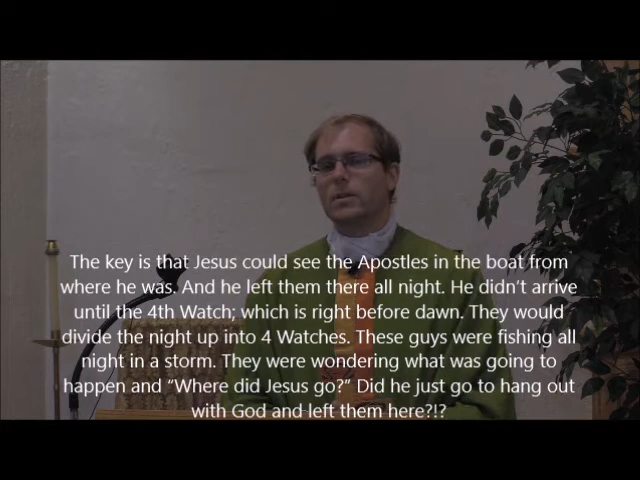 The key is that Jesus could see the Apostles in the boat from
where he was. And he left them there all night. He didn't arrive
until the 4th Watch; which is right before dawn. They would
divide the night up into 4 Watches. These guys were fishing all
night in a storm. They were wondering what was going to
happen and “Where did Jesus go?” Did he just go to hang out
with God and left them here?!?